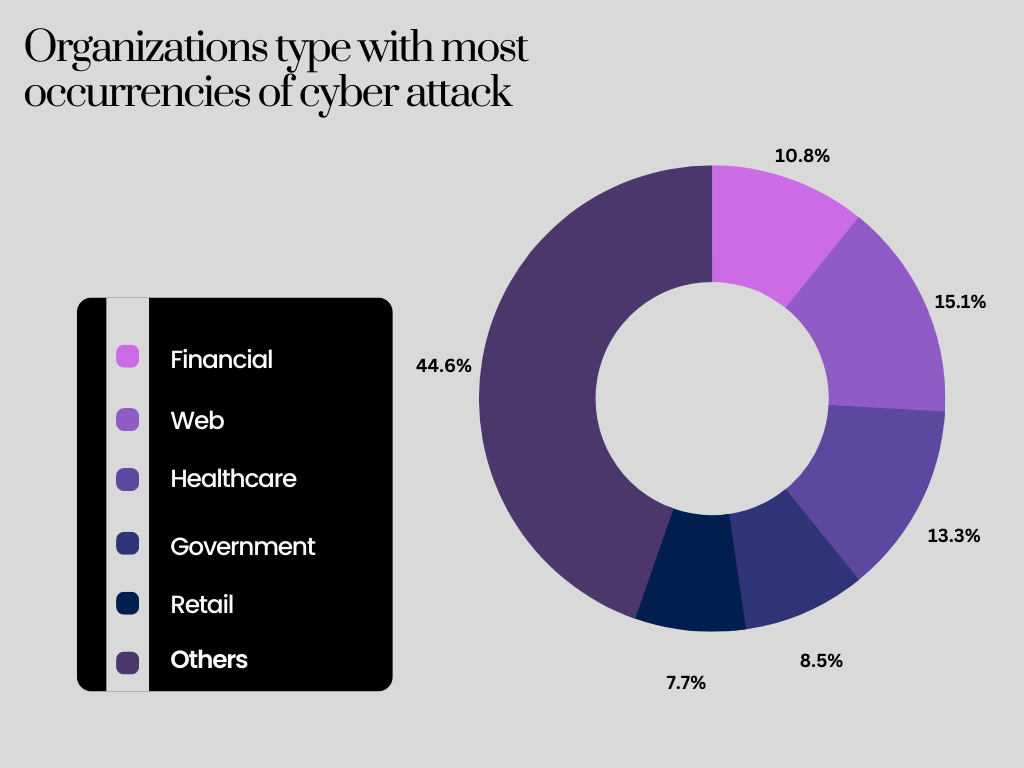 Organizations type with most
occurrencies of cyber attack
10.8%
15.1%
44.6%
13.3%
8.5%
7.7%
Financial
Web
Healthcare
Government
Retail
Others